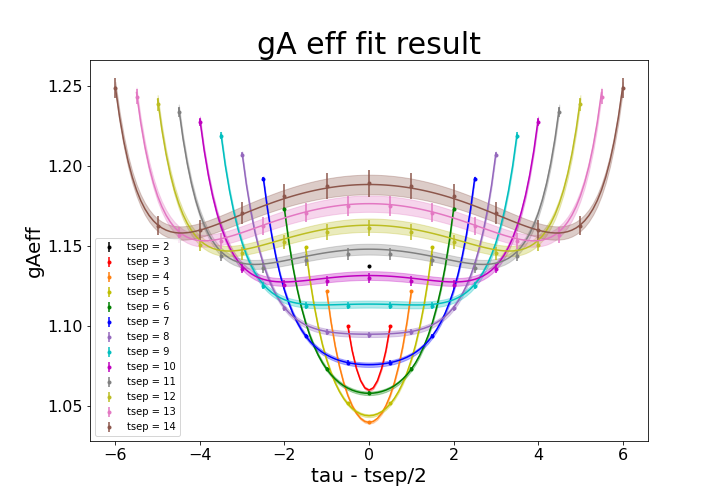 gA eff fit result
gAeff
1.25
1.20
1.15
1.10
1.05
tsep = 2
tsep = 3
tsep = 4
tsep = 5
tsep = 6
tsep = 7
tsep = 8
tsep = 9
tsep = 10
tsep = 11
tsep = 12
tsep = 13
tsep = 14
−6 −4 −2 0 2 4 6
tau - tsep/2